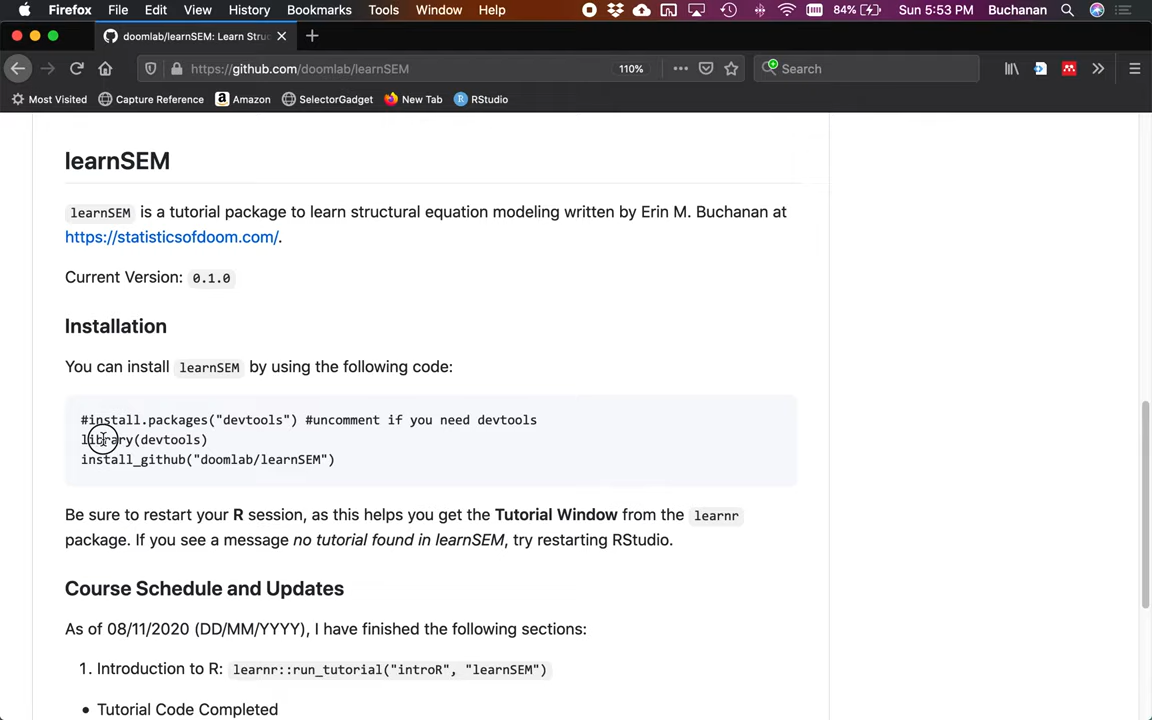 Firefox File Edit View History Bookmarks Tools Window Help 84% Sun 5:53 PM Buchanan
doomlab/learnSEM: Learn Stru
https://github.com/doomlab/learnSEM 110% Search
Most Visited Capture Reference Amazon SelectorGadget New Tab RStudio
learnSEM
learnSEM is a tutorial package to learn structural equation modeling written by Erin M. Buchanan at
https://statisticsofdoom.com/.
Current Version: 0.1.0
Installation
You can install learnSEM by using the following code:
#install.packages("devtools") #uncomment if you need devtools
library(devtools)
install_github("doomlab/learnSEM")
Be sure to restart your R session, as this helps you get the Tutorial Window from the learnr
package. If you see a message no tutorial found in learnSEM, try restarting RStudio.
Course Schedule and Updates
As of 08/11/2020 (DD/MM/YYYY), I have finished the following sections:
1. Introduction to R: learnr::run_tutorial("introR", "learnSEM")
• Tutorial Code Completed